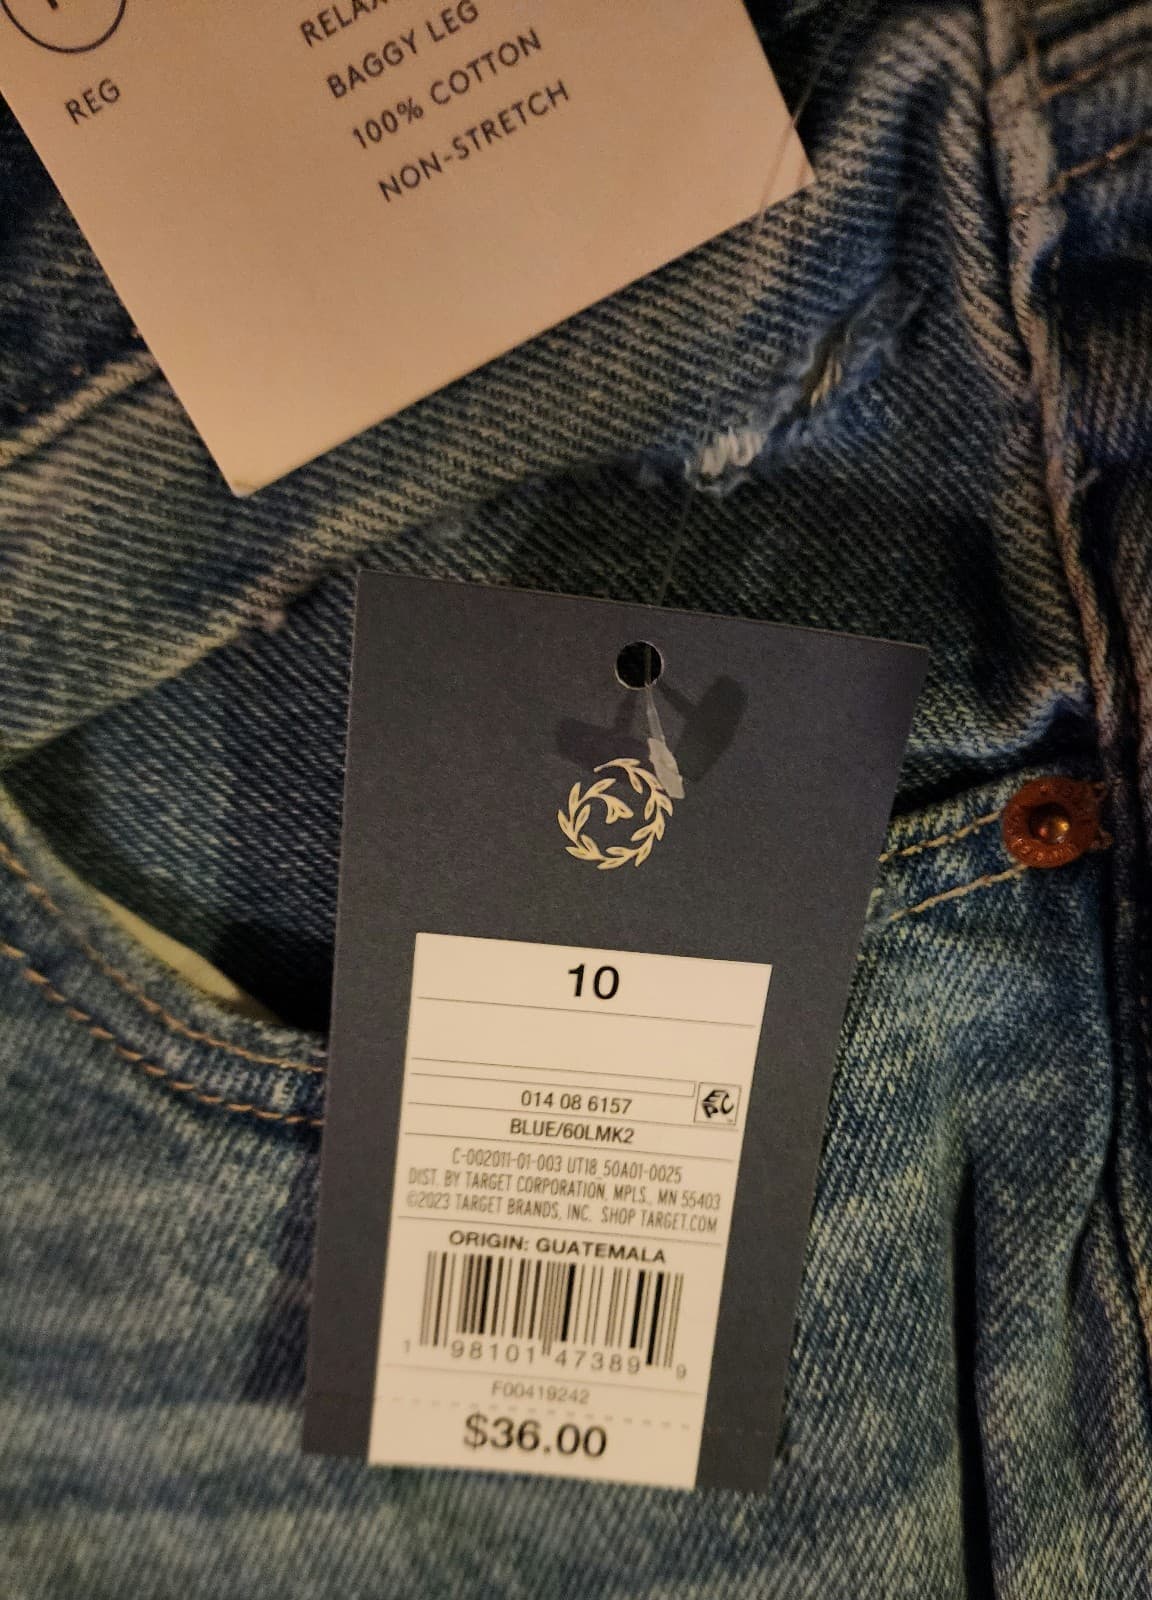 REG
BAGGY LEG
100% COTTON
NON-STRETCH
10
014 08 6157
BLUE/60LMK2
C-002011-01-003 UT18 50A01-0025
DIST. BY TARGET CORPORATION, MPLS., MN 55403
©2023 TARGET BRANDS, INC. SHOP TARGET.COM
ORIGIN: GUATEMALA
1 98101 47389 9
F00419242
$36.00